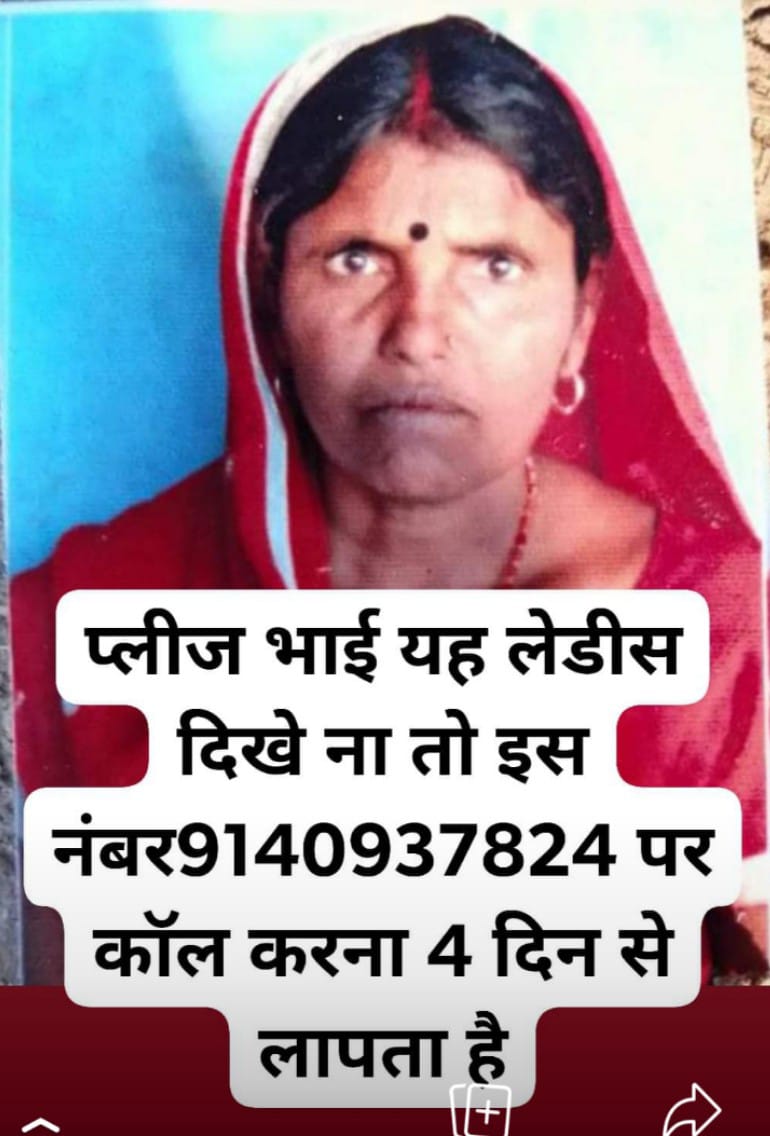 प्लीज भाई यह लेडीस
दिखे ना तो इस
नंबर9140937824 पर
कॉल करना 4 दिन से
लापता है